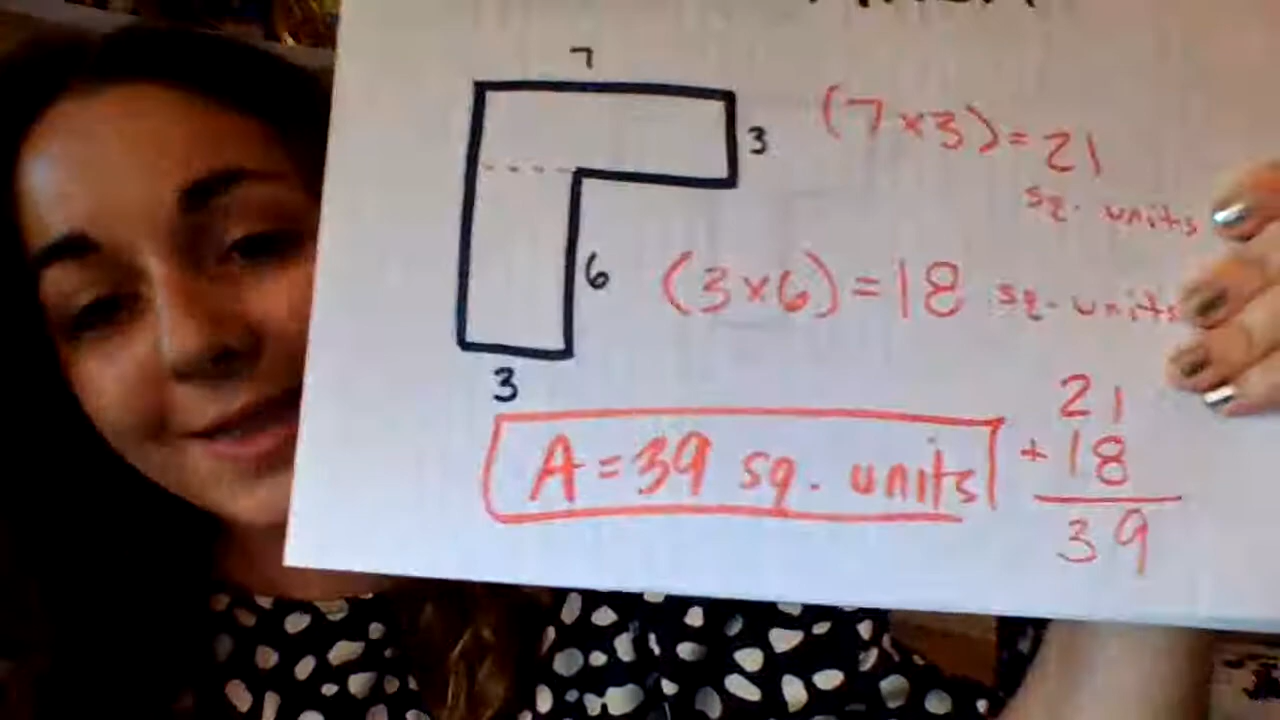 7
3
(7×3)=21
sq. units
6
(3×6)=18 sq. units
3
21
+18
39
A=39 sq. units